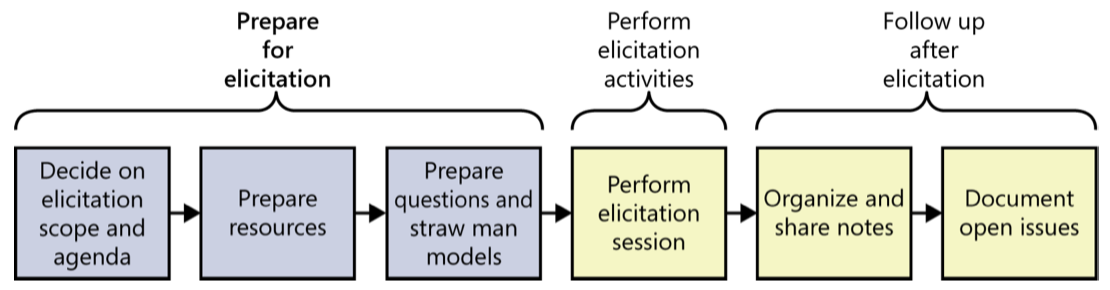 Prepare
for
elicitation
Perform
elicitation
activities
Follow up
after
elicitation
Decide on
elicitation
scope and
agenda
Prepare
resources
Prepare
questions and
straw man
models
Perform
elicitation
session
Organize and
share notes
Document
open issues